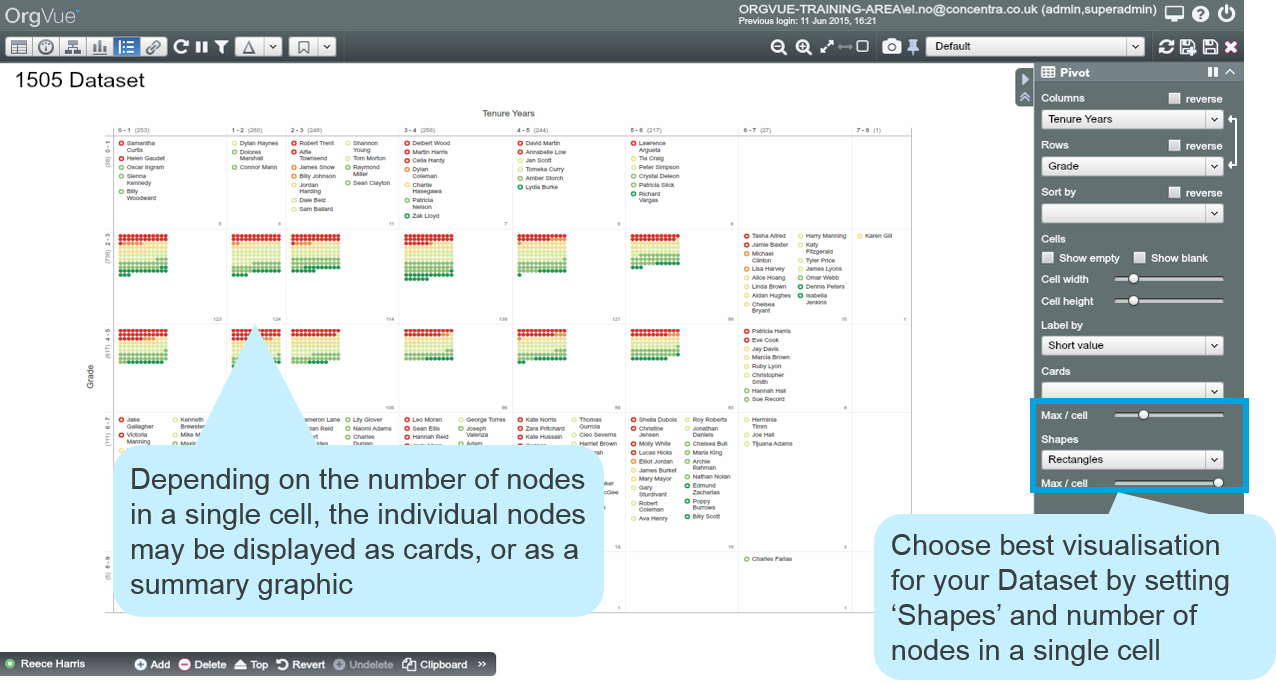 OrgVue
ORGVUE-TRAINING-AREA\el.no@concentra.co.uk (admin,superadmin)
Previous login: 11 Jun 2015, 16:21
Default
1505 Dataset
Tenure Years
0 - 1 (253)
1 - 2 (260)
2 - 3 (248)
3 - 4 (256)
4 - 5 (244)
5 - 6 (217)
6 - 7 (27)
7 - 8 (1)
Grade
0 - 1
(38)
Samantha
Curtis
Helen Gaudet
Oscar Ingram
Sienna
Kennedy
Billy
Woodward
5
Dylan Haynes
Dolores
Marshall
Connor Mann
3
Robert Trent
Alfie
Townsend
James Snow
Billy Johnson
Jordan
Harding
Dale Belz
Sam Ballard
Shannon
Young
Tom Morton
Raymond
Miller
Sean Clayton
11
Delbert Wood
Martin Harris
Celia Hardy
Dylan
Coleman
Charlie
Hasegawa
Patricia
Nelson
Zak Lloyd
7
David Martin
Annabelle Low
Jan Scott
Tomeka Curry
Amber Storch
Lydia Burke
6
Lawrence
Argueta
Tia Craig
Peter Simpson
Crystal Deleon
Patricia Slick
Richard
Vargas
6
2 - 3
(735)
123
124
114
138
121
99
Tasha Allred
Jamie Baxter
Michael
Clinton
Lisa Harvey
Alice Hoang
Linda Brown
Aidan Hughes
Chelsea
Bryant
Harry Manning
Katy
Fitzgerald
Tyler Price
James Lyons
Omar Webb
Dennis Peters
Isabella
Jenkins
15
Karen Gill
1
4 - 5
(617)
105
96
98
93
Patricia Harris
Eve Cook
Jay Davis
Marcia Brown
Ruby Lyon
Christopher
Smith
Hannah Hall
Sue Record
8
6 - 7
(111)
Jake
Gallagher
Victoria
Manning
Kenneth
Mike M
Lily Glover
Naomi Adams
Charles
Leo Moran
Sean Ellis
Hannah Reid
George Torres
Joseph
Valenza
Adam
Kate Norris
Zara Pritchard
Kate Hussain
Thomas
Gurrola
Cleo Severns
Harriet Brown
Sheila Dubois
Christine
Jensen
Molly White
Lucas Hicks
Elliot Jordan
James Burket
Mary Mayor
Gary
Sturdivant
Robert
Coleman
Ava Henry
Roy Roberts
Jonathan
Daniels
Chelsea Bull
Maria King
Archie
Rahman
Nathan Nolan
Edmund
Zacharias
Poppy
Burrows
Billy Scott
19
19
Herminia
Timm
Joe Hall
Tijuana Adams
3
8 - 9
(5)
1
Charles Farias
1
Depending on the number of nodes
in a single cell, the individual nodes
may be displayed as cards, or as a
summary graphic
Pivot
Columns
reverse
Tenure Years
Rows
reverse
Grade
Sort by
reverse
Cells
Show empty
Show blank
Cell width
Cell height
Label by
Short value
Cards
Max / cell
Shapes
Rectangles
Max / cell
Choose best visualisation
for your Dataset by setting
‘Shapes’ and number of
nodes in a single cell
Reece Harris
Add
Delete
Top
Revert
Undelete
Clipboard
»